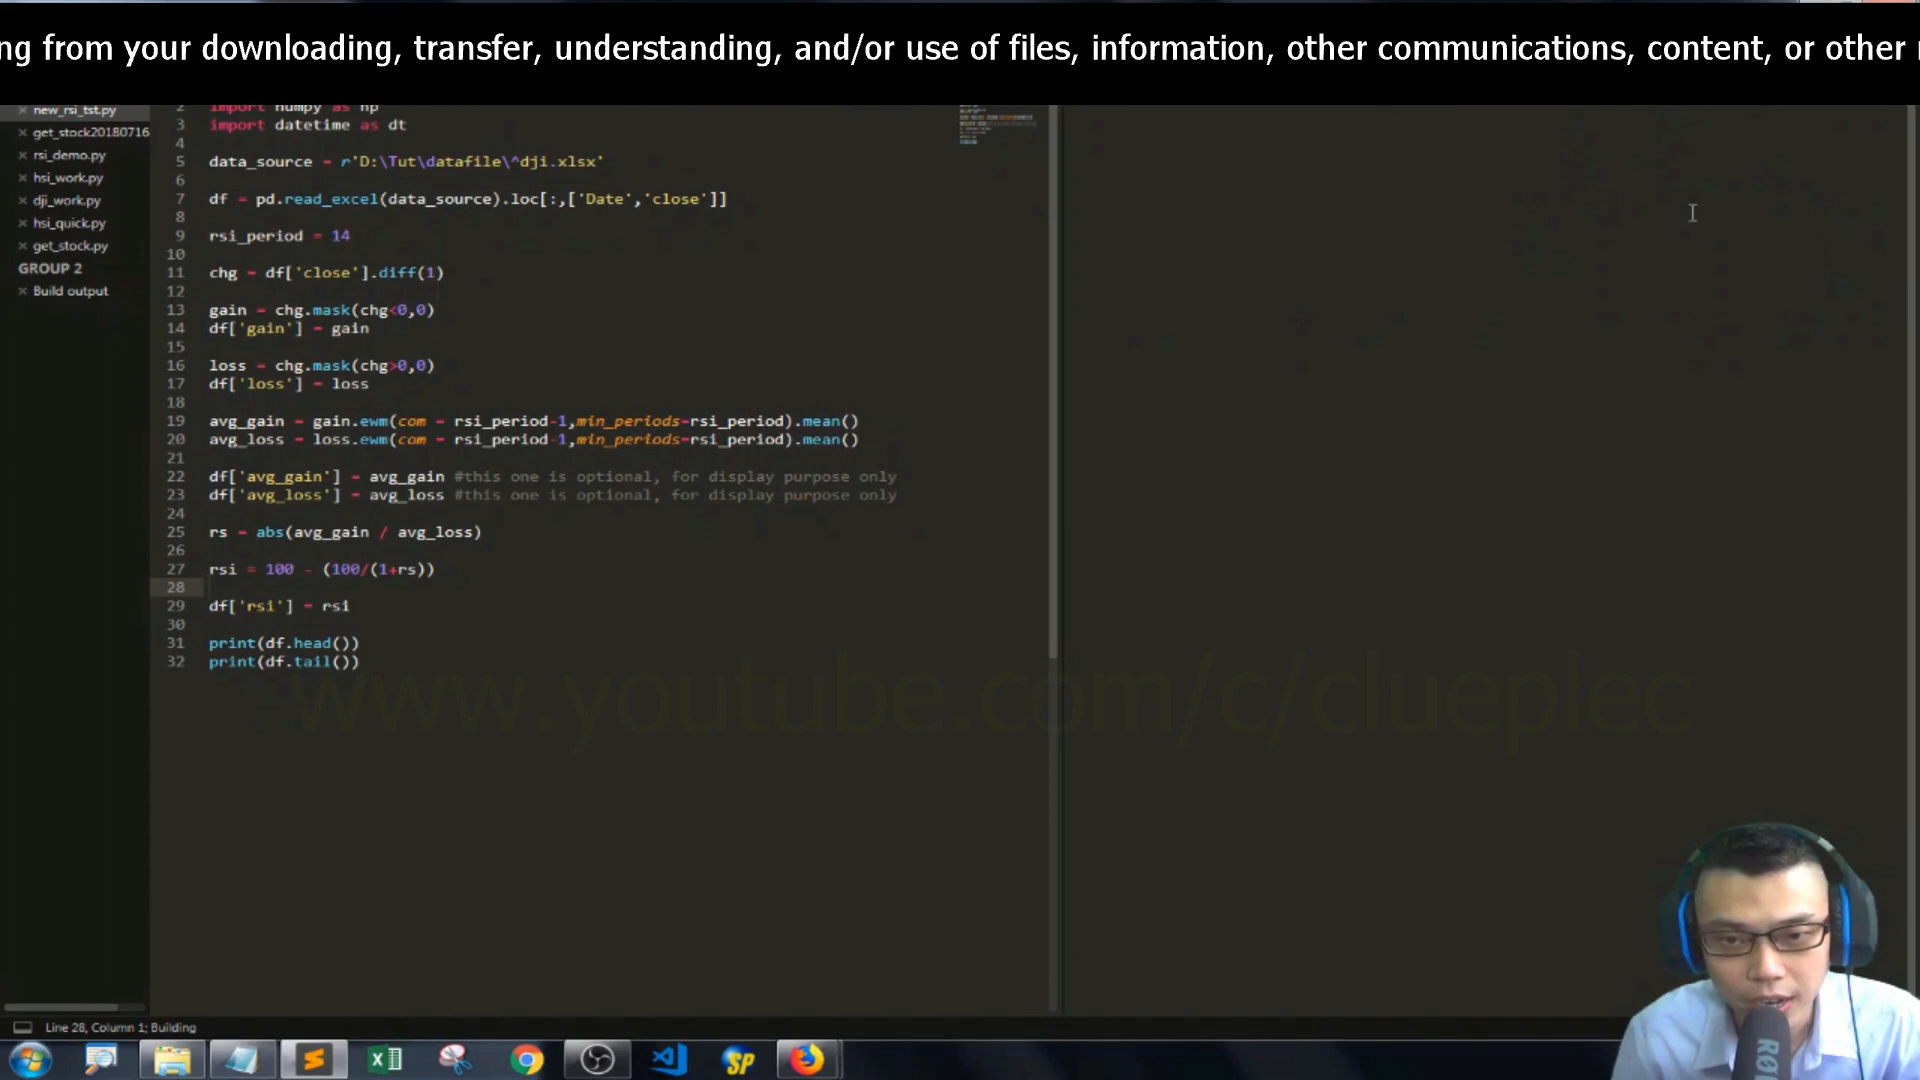 ng from your downloading, transfer, understanding, and/or use of files, information, other communications, content, or other
new_rsi_tst.py
get_stock20180716
rsi_demo.py
hsi_work.py
dji_work.py
hsi_quick.py
get_stock.py
GROUP 2
Build output
2 import numpy as np
3 import datetime as dt
4
5 data_source = r'D:\Tut\datafile\^dji.xlsx'
6
7 df = pd.read_excel(data_source).loc[:,['Date','close']]
8
9 rsi_period = 14
10
11 chg = df['close'].diff(1)
12
13 gain = chg.mask(chg<0,0)
14 df['gain'] = gain
15
16 loss = chg.mask(chg>0,0)
17 df['loss'] = loss
18
19 avg_gain = gain.ewm(com = rsi_period-1,min_periods=rsi_period).mean()
20 avg_loss = loss.ewm(com = rsi_period-1,min_periods=rsi_period).mean()
21
22 df['avg_gain'] = avg_gain #this one is optional, for display purpose only
23 df['avg_loss'] = avg_loss #this one is optional, for display purpose only
24
25 rs = abs(avg_gain / avg_loss)
26
27 rsi = 100 - (100/(1+rs))
28
29 df['rsi'] = rsi
30
31 print(df.head())
32 print(df.tail())
www.youtube.com/c/clueplec
Line 28, Column 1; Building
SP